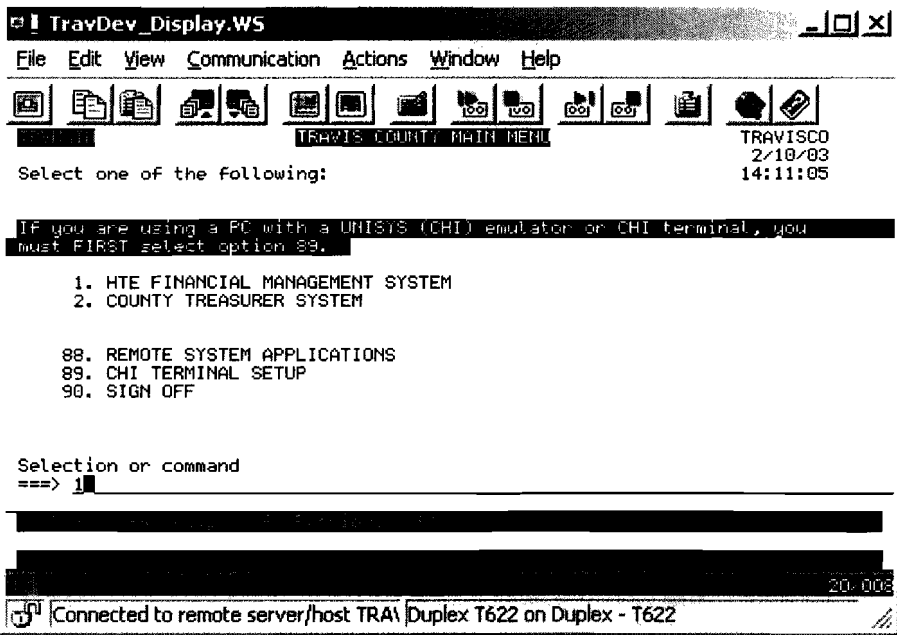 TravDev_Display.WS
File Edit View Communication Actions Window Help
TRAVIS COUNTY MAIN MENU TRAVISCO
2/10/03
Select one of the following: 14:11:05
If you are using a PC with a UNISYS (CHI) emulator or CHI terminal, you
must FIRST select option 89.
1. HTE FINANCIAL MANAGEMENT SYSTEM
2. COUNTY TREASURER SYSTEM
88. REMOTE SYSTEM APPLICATIONS
89. CHI TERMINAL SETUP
90. SIGN OFF
Selection or command
===> 1
20/008
Connected to remote server/host TRAV Duplex T622 on Duplex - T622